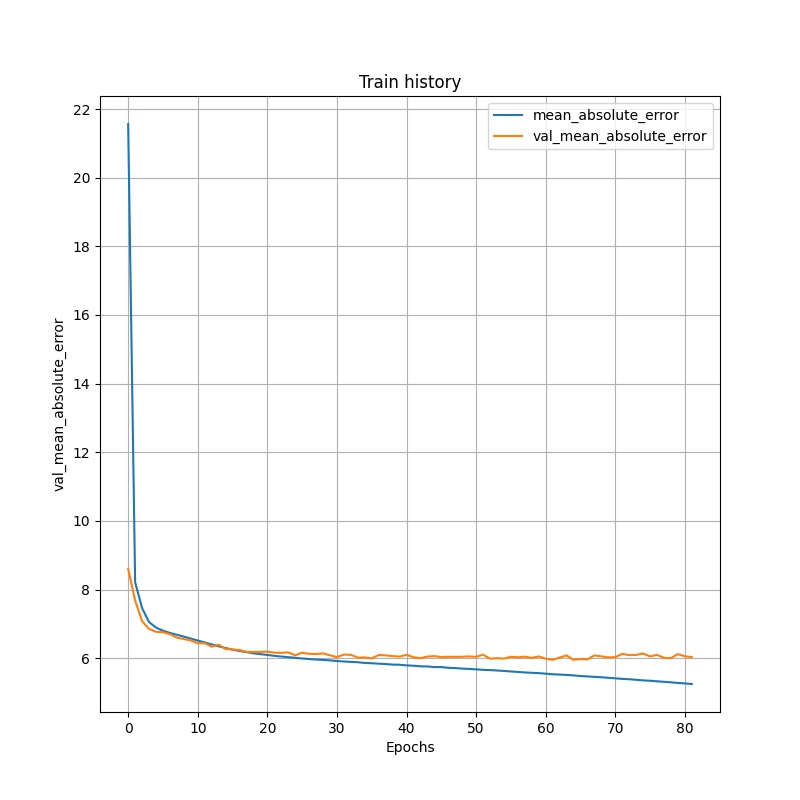 Train history
mean_absolute_error
val_mean_absolute_error
val_mean_absolute_error
22
20
18
16
14
12
10
8
6
0 10 20 30 40 50 60 70 80
Epochs